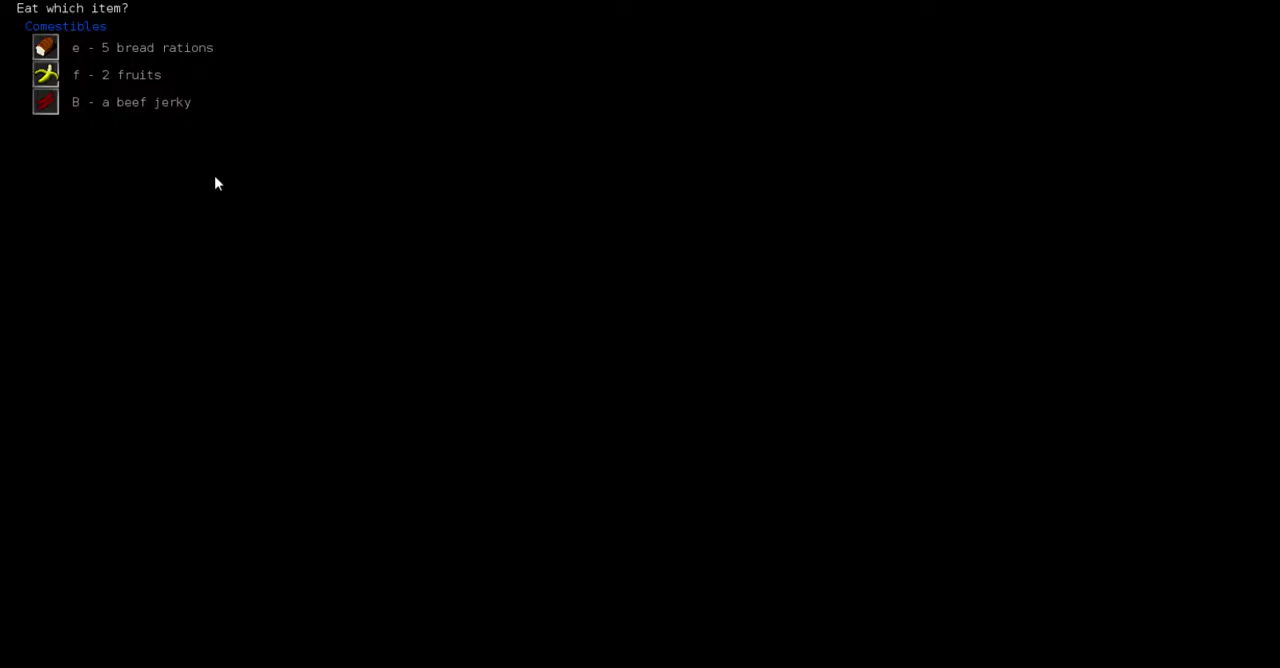 Eat which item?
Comestibles
e - 5 bread rations
f - 2 fruits
B - a beef jerky